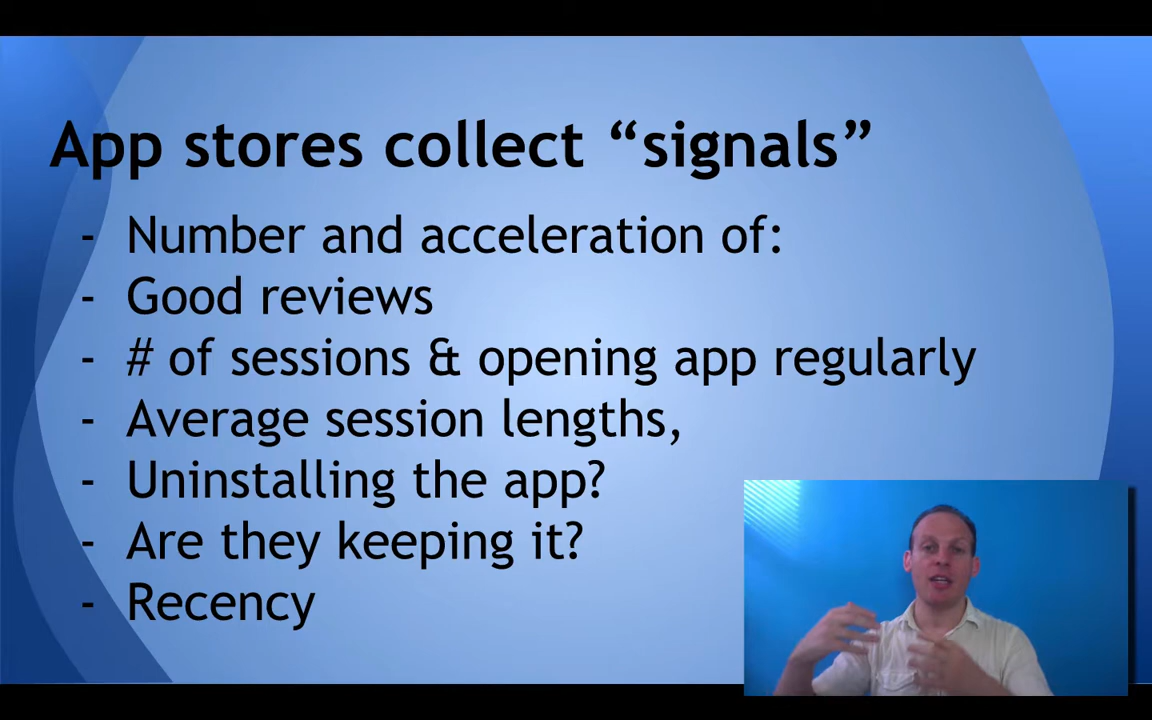 App stores collect “signals”
- Number and acceleration of:
- Good reviews
- # of sessions & opening app regularly
- Average session lengths,
- Uninstalling the app?
- Are they keeping it?
- Recency